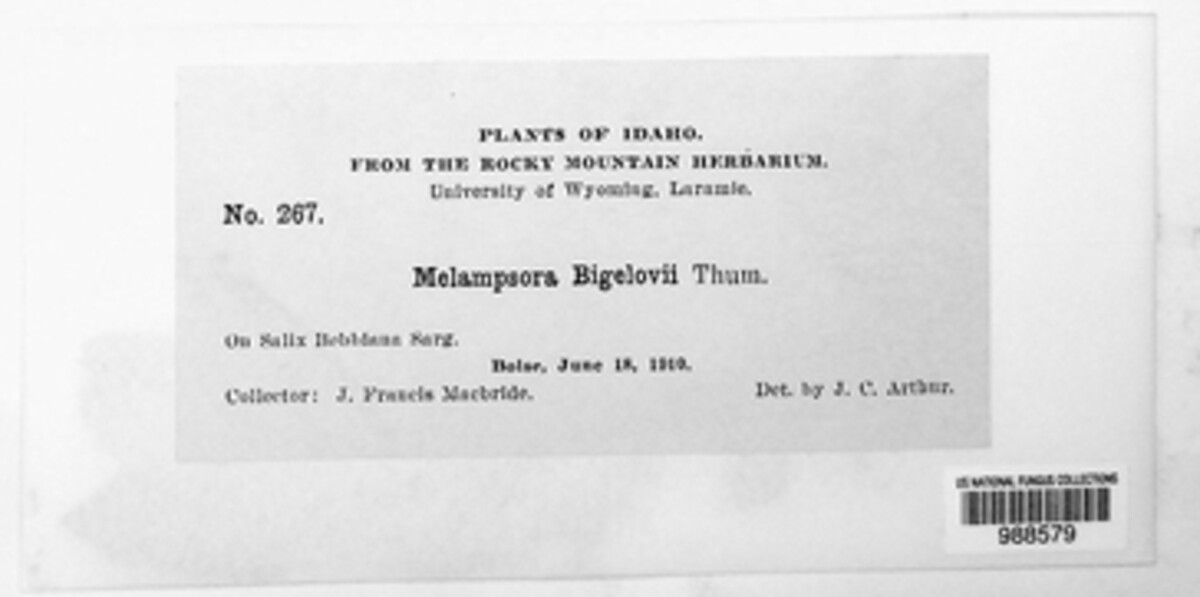 PLANTS OF IDAHO.
FROM THE ROCKY MOUNTAIN HERBARIUM.
University of Wyoming, Laramie.
No. 267.
Melampsora Bigelovii Thum.
On Salix Bebbiana Sarg.
Boise, June 18, 1910.
Collector: J. Francis Macbride.
Det. by J. C. Arthur.
US NATIONAL FUNGUS COLLECTIONS
988579